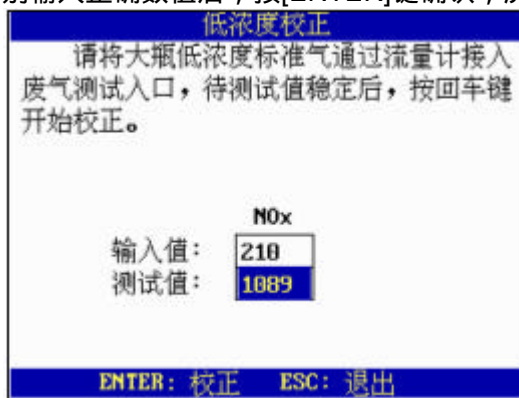 低浓度校正
请将大瓶低浓度标准气通过流量计接入
废气测试入口，待测试值稳定后，按回车键
开始校正。
NOx
输入值： 210
测试值： 1089
ENTER：校正 ESC：退出